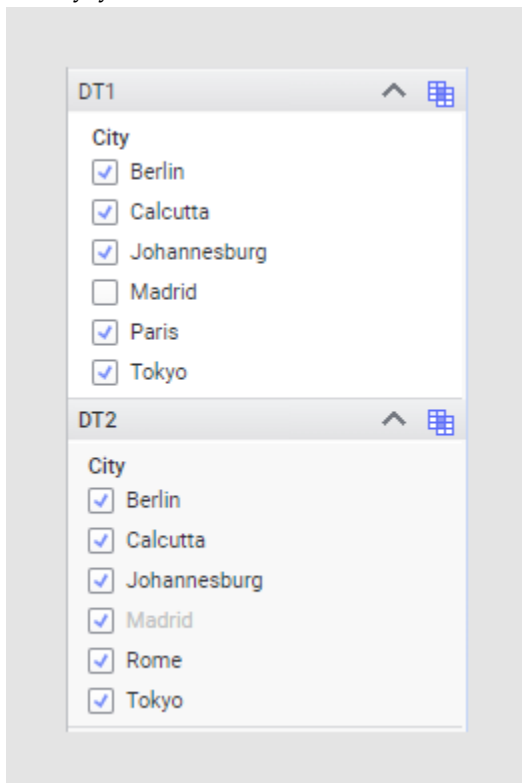 DT1
City
Berlin
Calcutta
Johannesburg
Madrid
Paris
Tokyo
DT2
City
Berlin
Calcutta
Johannesburg
Madrid
Rome
Tokyo